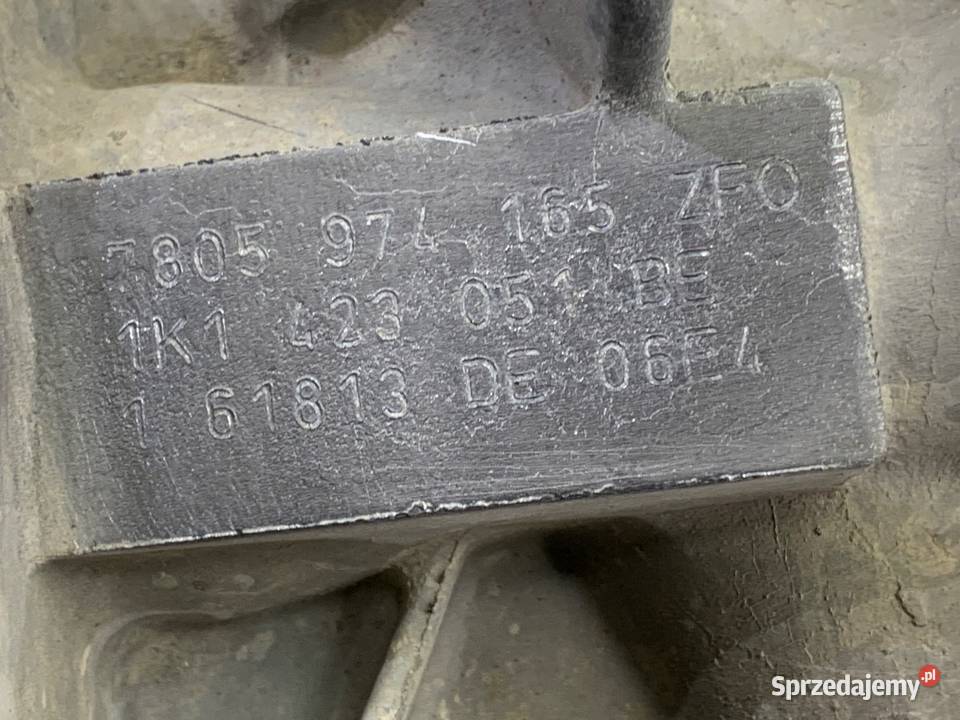 7805 974 165 ZFO
1K1 423 051 BE
1 61813 DE 06E4
Sprzedajemy.pl